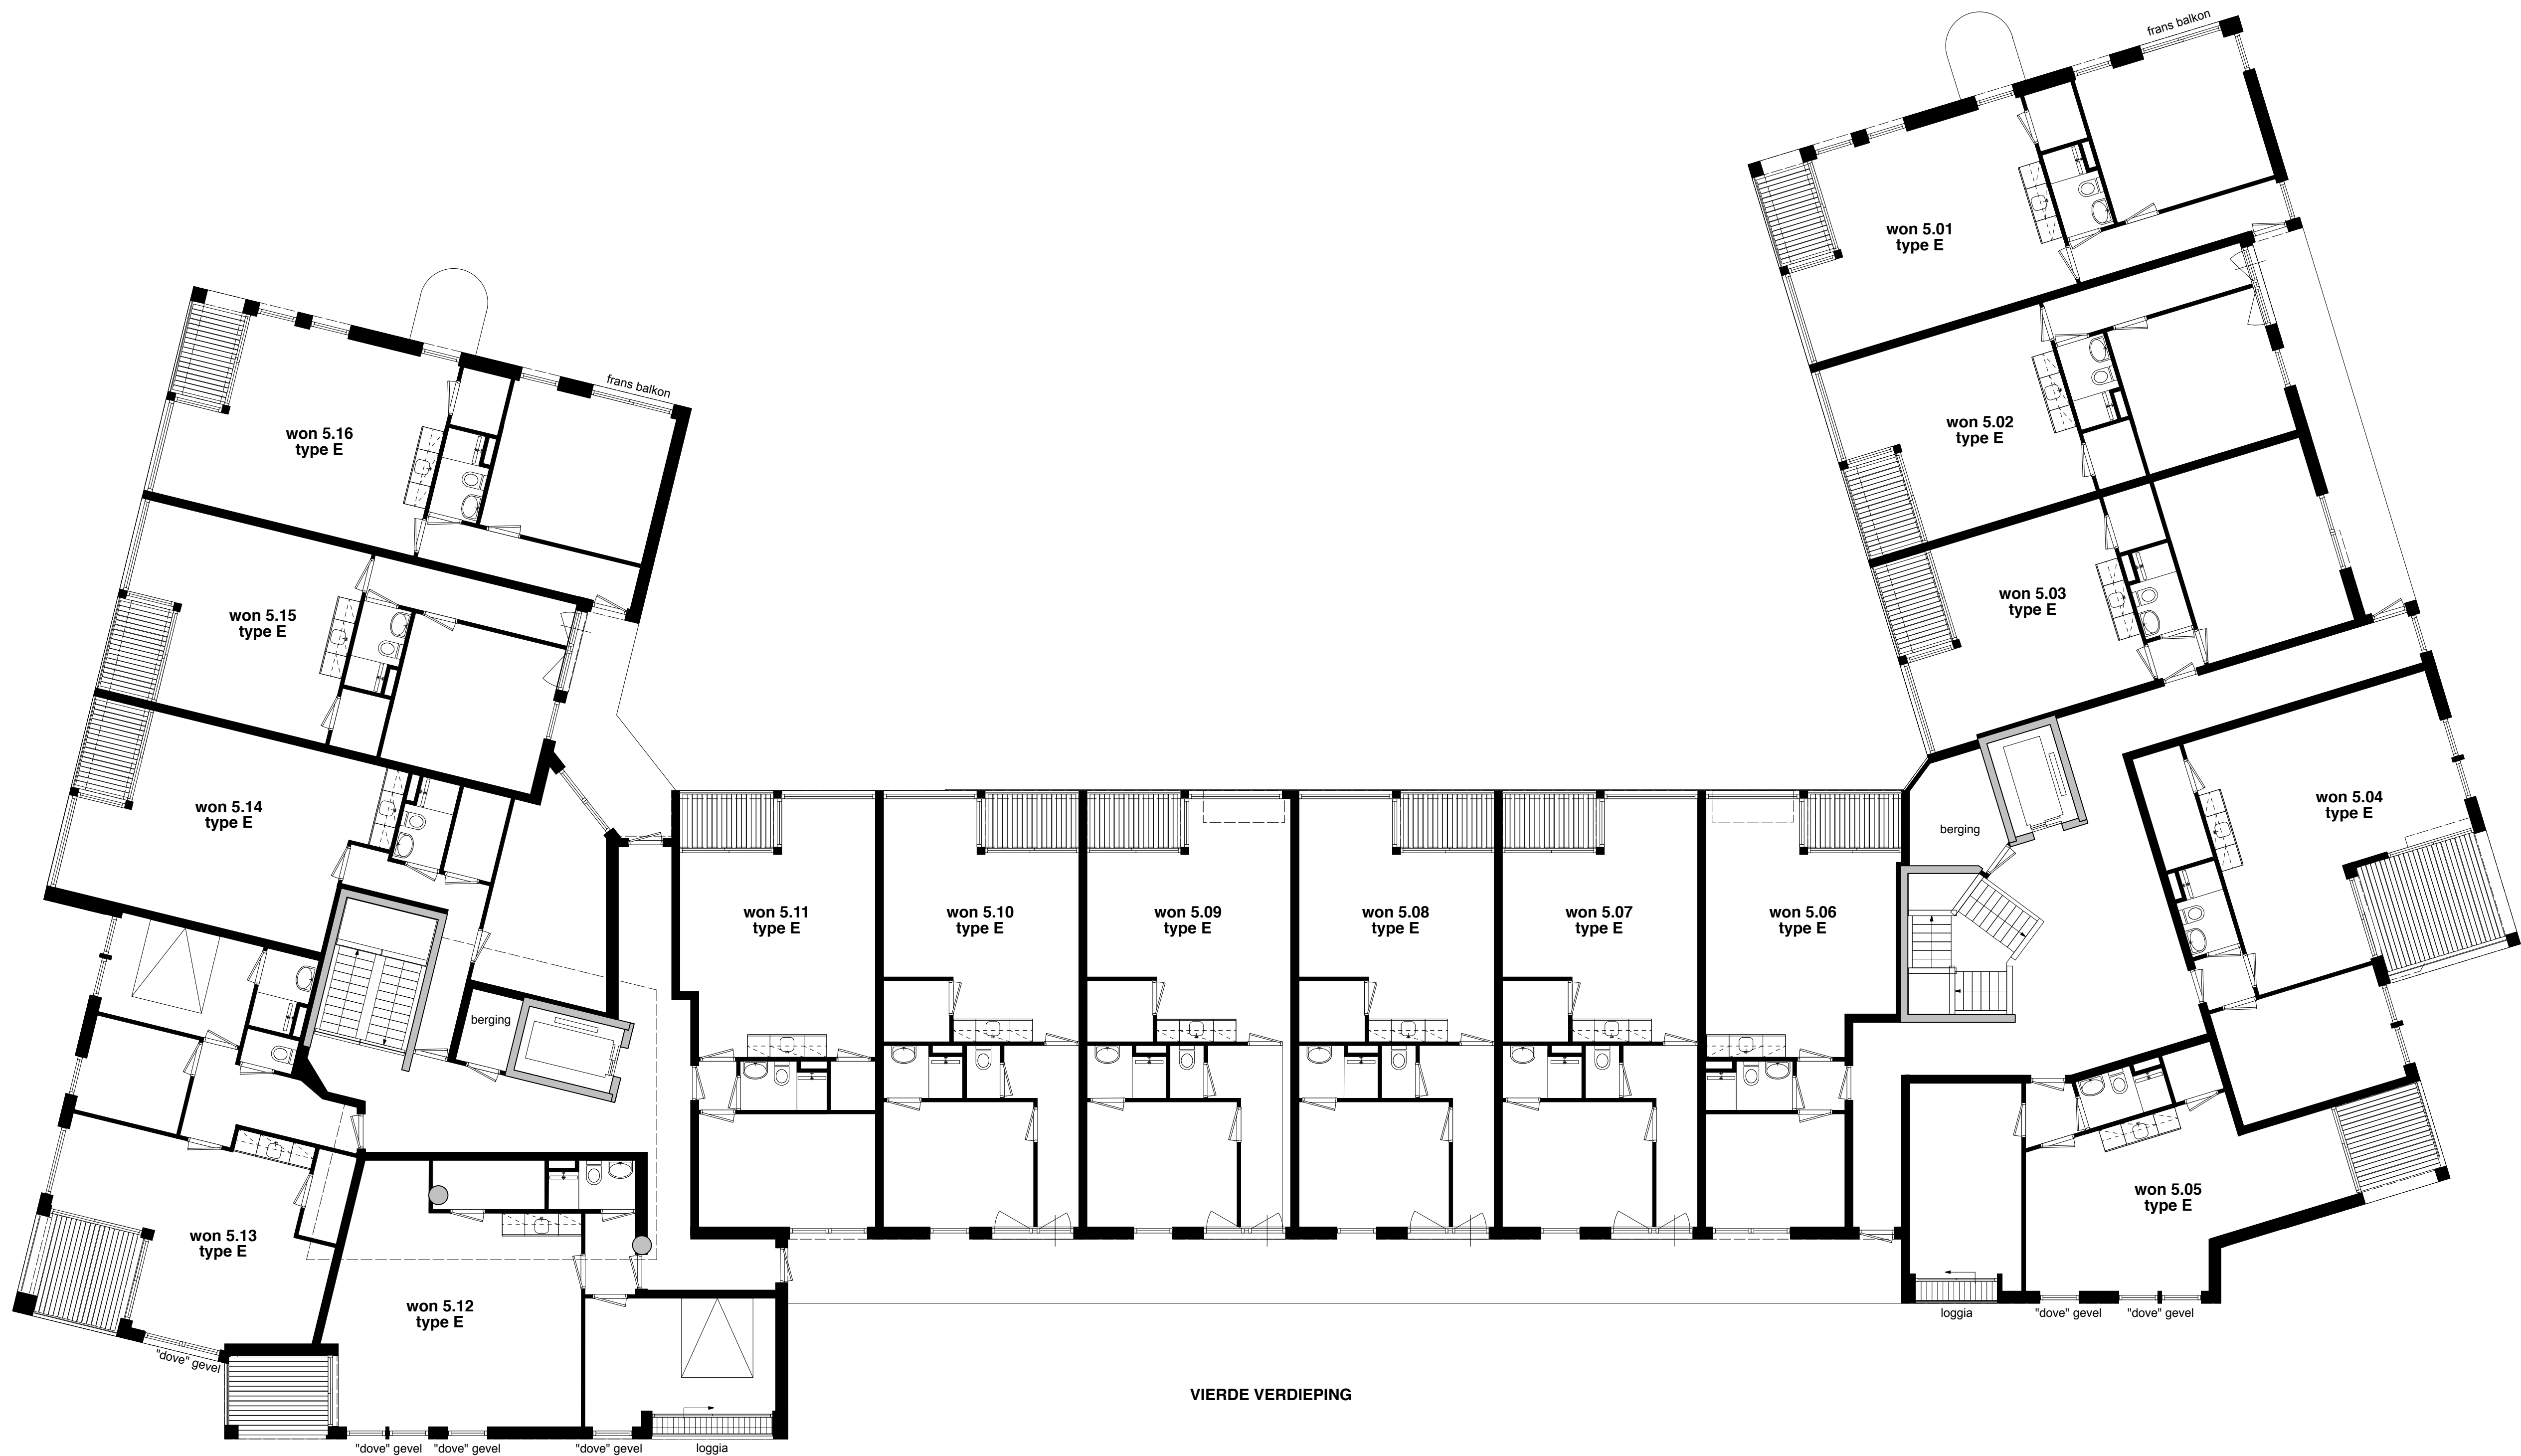 frans balkon
won 5.01
type E
won 5.02
type E
won 5.03
type E
won 5.04
type E
berging
won 5.05
type E
loggia
"dove" gevel
"dove" gevel
frans balkon
won 5.16
type E
won 5.15
type E
won 5.14
type E
berging
won 5.13
type E
"dove" gevel
won 5.12
type E
"dove" gevel
"dove" gevel
"dove" gevel
loggia
won 5.11
type E
won 5.10
type E
won 5.09
type E
won 5.08
type E
won 5.07
type E
won 5.06
type E
VIERDE VERDIEPING